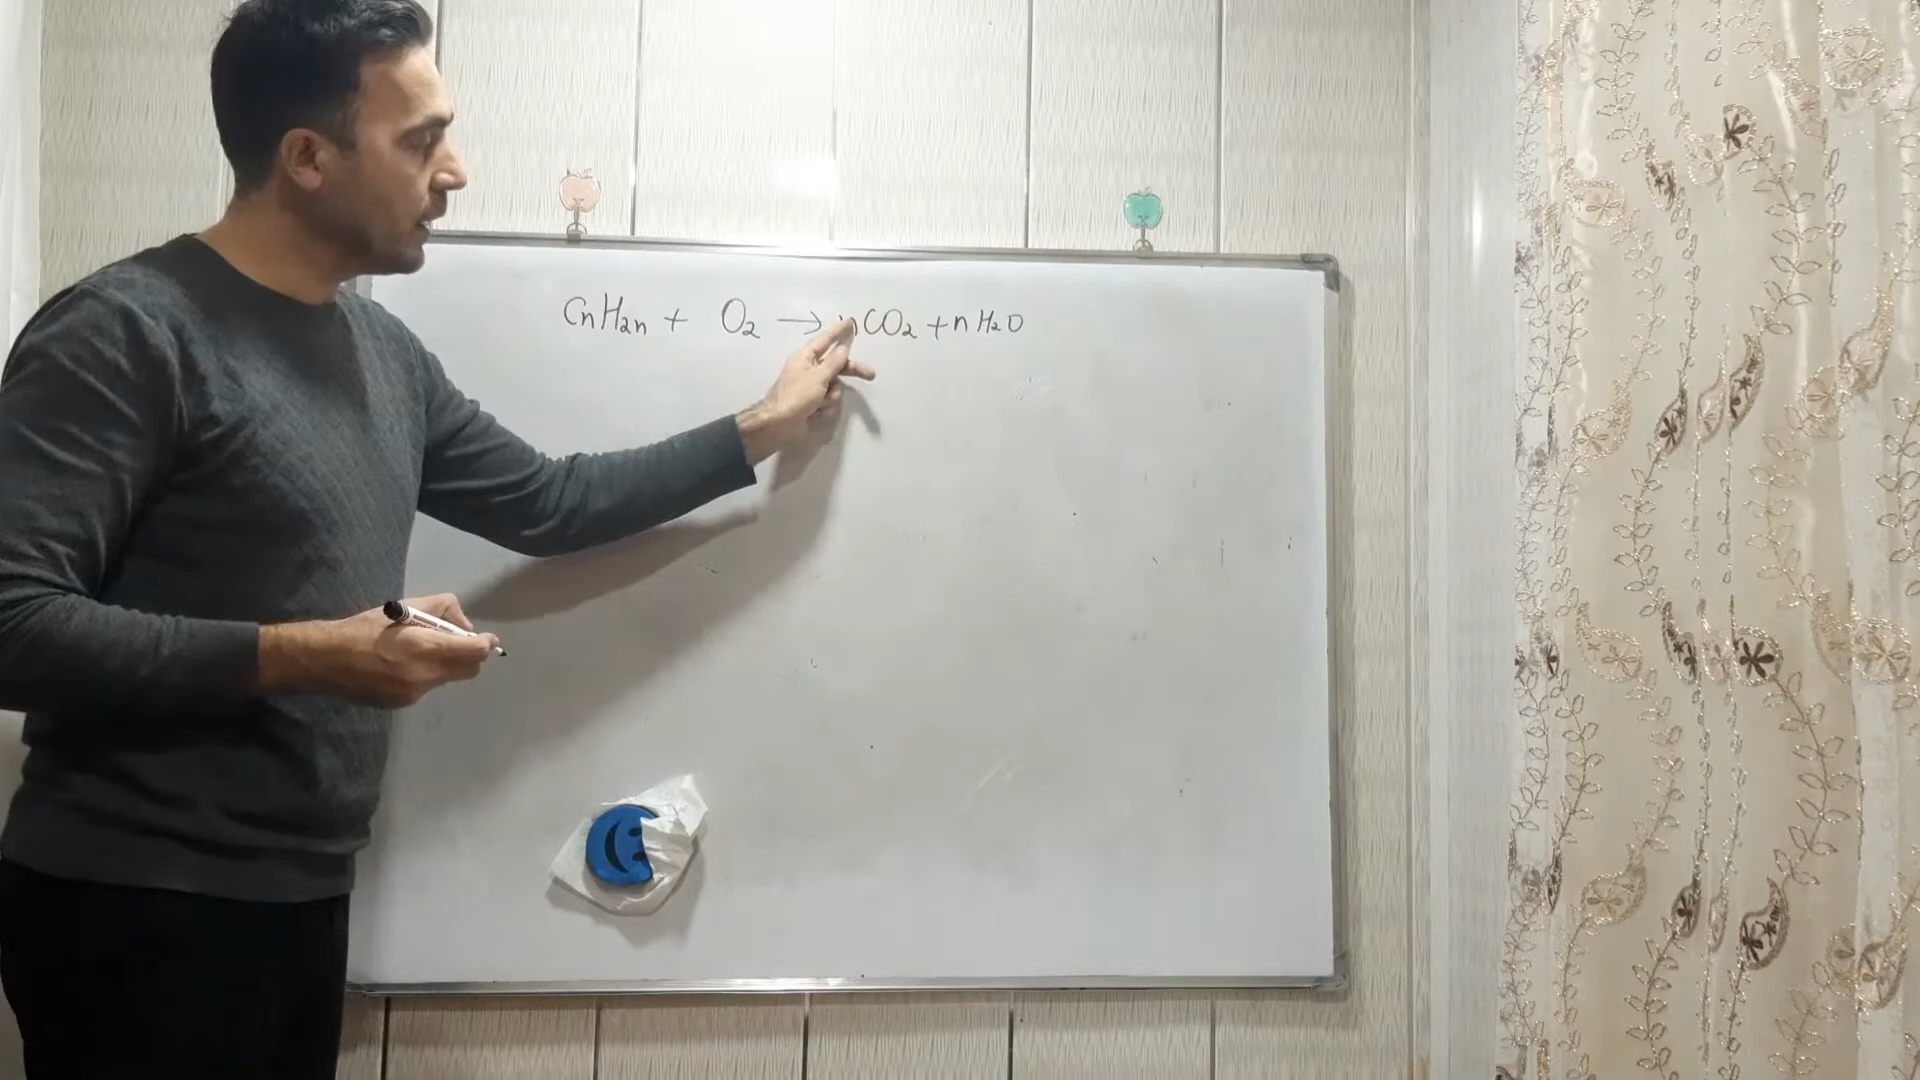 CnH2n + O2 → nCO2 + nH2O